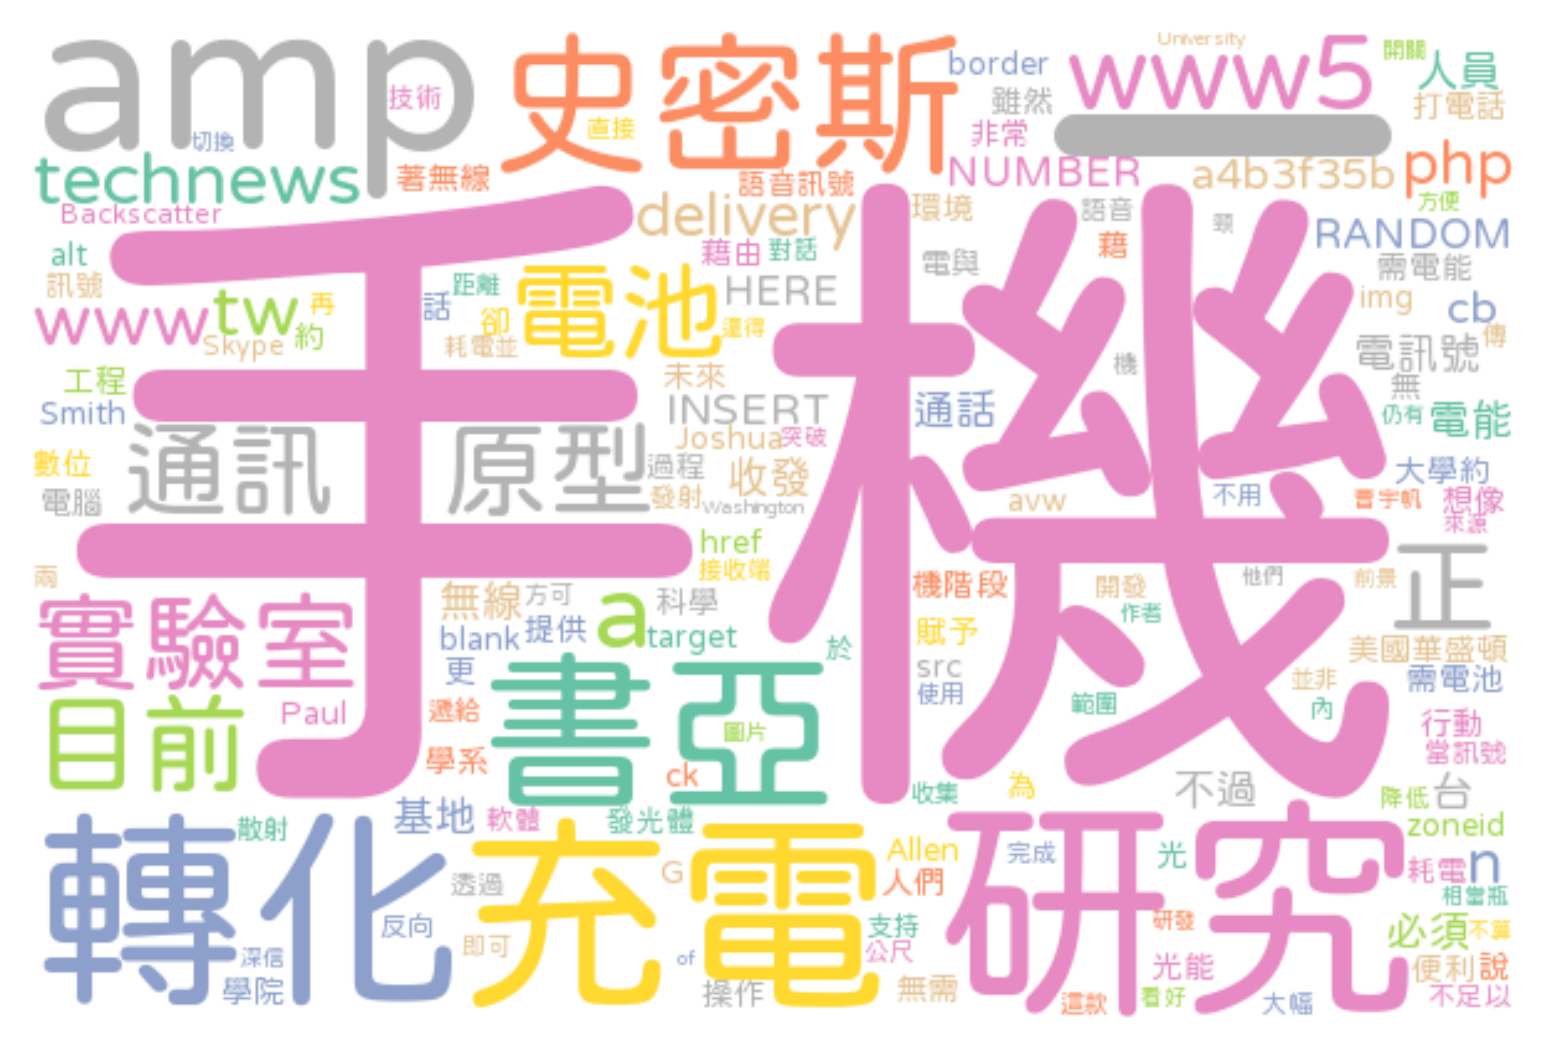 amp
史密斯
www5
一
University
開關
人員
打電話
border
雖然
非常
技術
切換
直接
technews
著無線
語音訊號
NUMBER
a4b3f35b
php
方便
Backscatter
手機
delivery
環境
語音
頸
RANDOM
alt
訊號
藉由
對話
電與
藉
需電能
距離
話
電池
HERE
img
cb
傳
www
tw
再
約
卻
還得
Skype
耗電並
電訊號
無
機
工程
Smith
未來
INSERT
通話
仍有
電能
通訊
原型
Joshua
突破
過程
收發
數位
電腦
發射
Washington
avw
不用
大學約
曹宇帆
想像
來源
href
接收端
正
兩
實驗室
無線
方可
a
科學
機階段
開發
他們
前景
作者
blank
提供
target
於
賦予
美國華盛頓
更
書亞
src
使用
並非
需電池
目前
Paul
遞給
圖片
範圍
內
行動
學系
ck
當訊號
收集
為
不過
降低
台
轉化
散射
基地
軟體
發光體
zoneid
充電
Allen
研究
完成
光
耗電
n
透過
G
人們
相當瓶
反向
即可
支持
研發
必須
不算
深信
of
公尺
光能
便利
說
學院
操作
無需
這款
看好
大幅
不足以